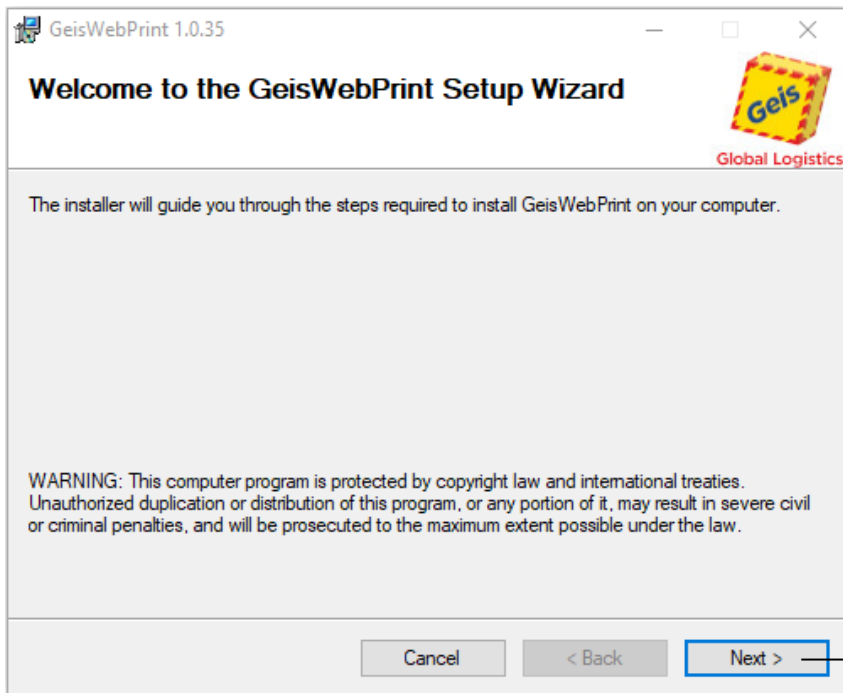 GeisWebPrint 1.0.35
Welcome to the GeisWebPrint Setup Wizard
Geis
Global Logistics
The installer will guide you through the steps required to install GeisWebPrint on your computer.
WARNING: This computer program is protected by copyright law and international treaties.
Unauthorized duplication or distribution of this program, or any portion of it, may result in severe civil
or criminal penalties, and will be prosecuted to the maximum extent possible under the law.
Cancel
< Back
Next >